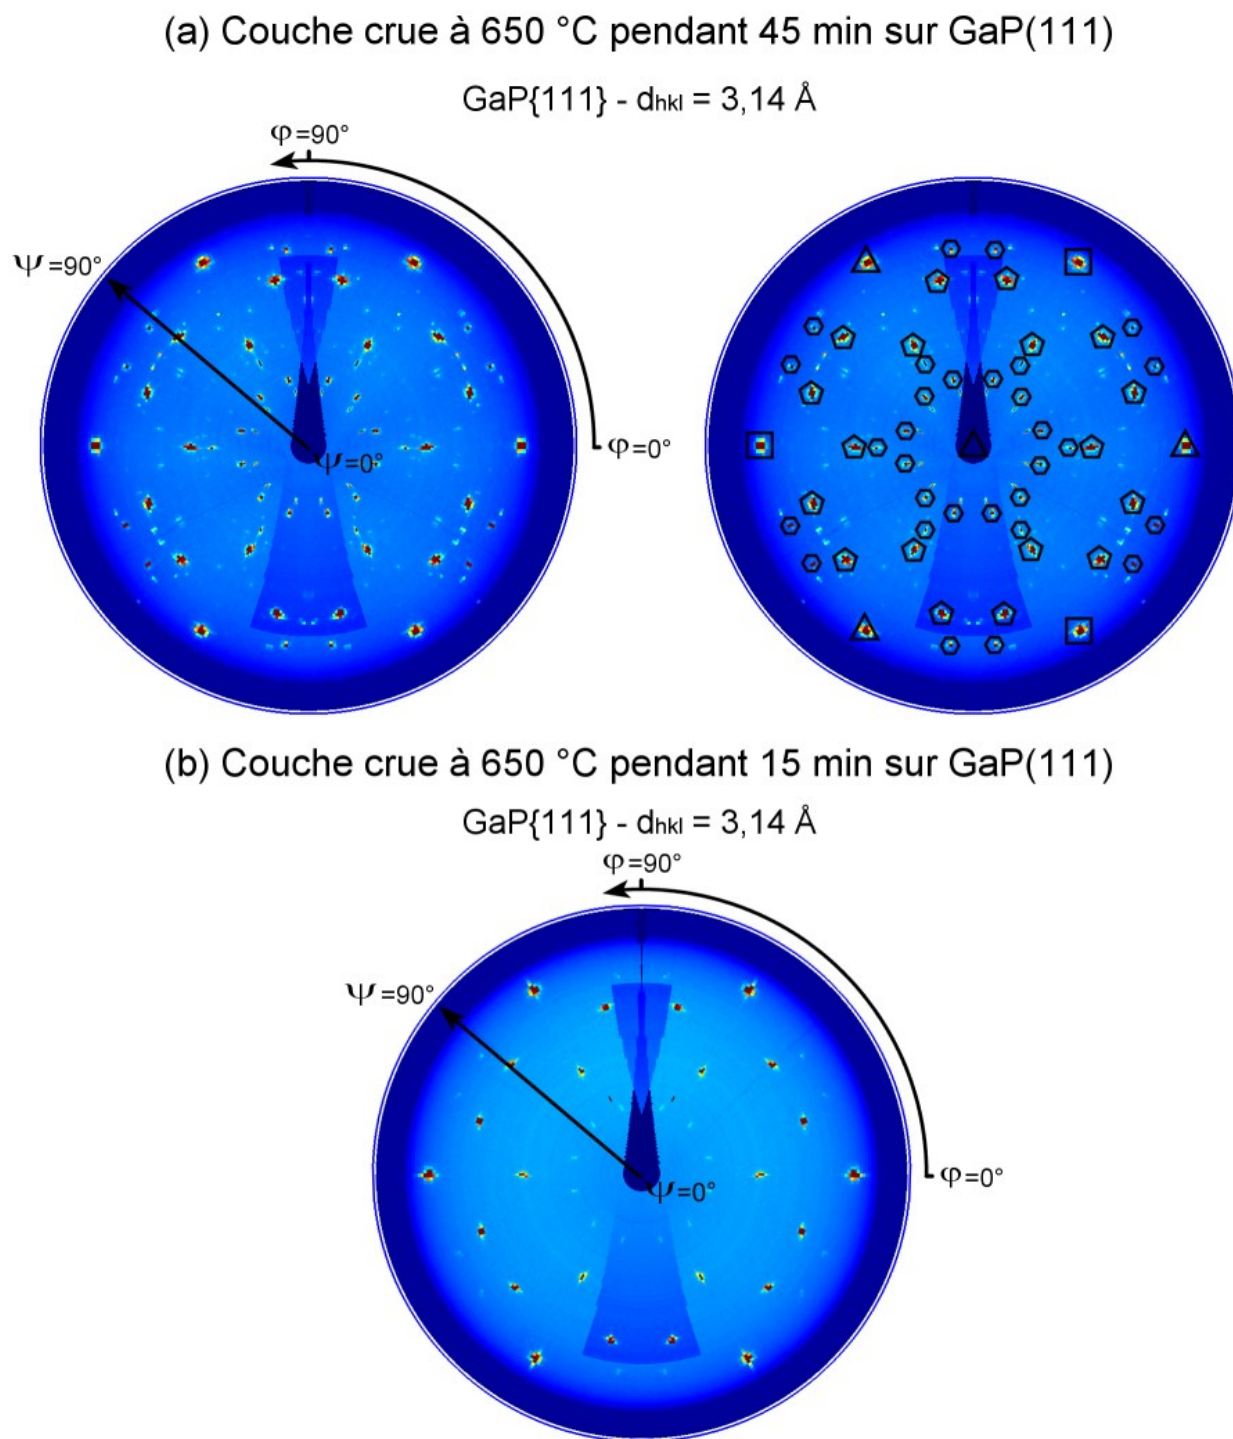 (a) Couche crue à 650 °C pendant 45 min sur GaP(111)
GaP{111} - dhkl = 3,14 Å
φ=90°
ψ=90°
φ=0°
ψ=0°
(b) Couche crue à 650 °C pendant 15 min sur GaP(111)
GaP{111} - dhkl = 3,14 Å
φ=90°
ψ=90°
φ=0°
ψ=0°